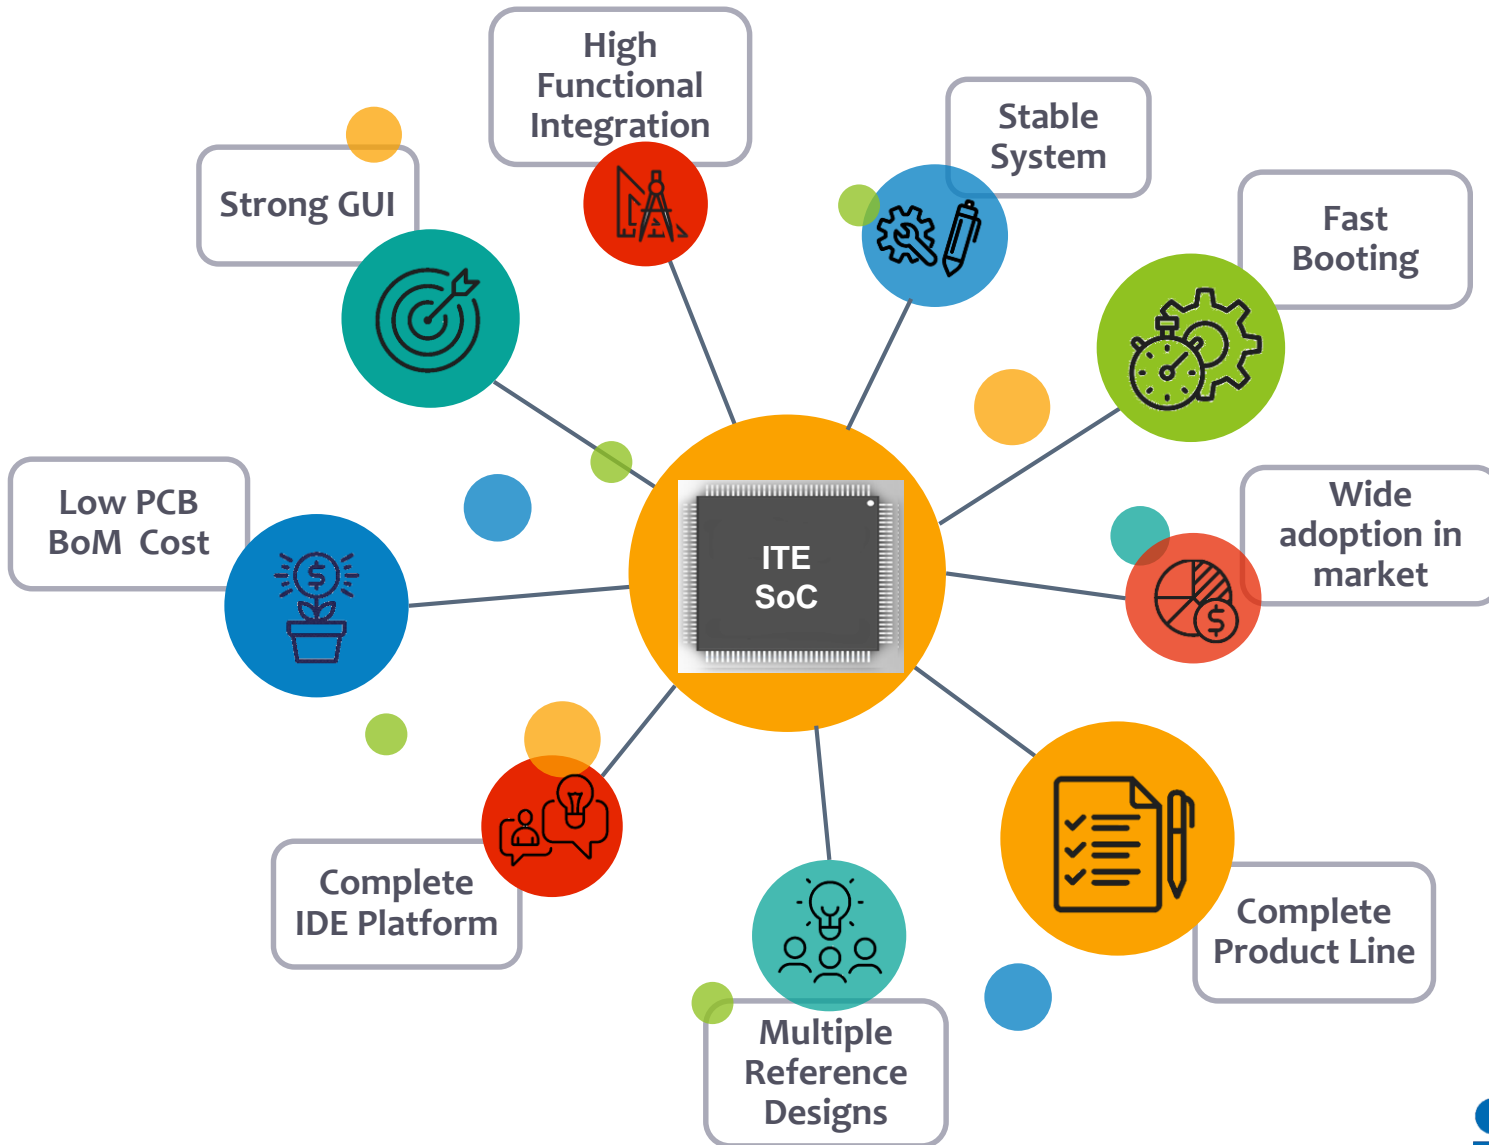 High
Functional
Integration
Stable
System
Strong GUI
Fast
Booting
Low PCB
BoM  Cost
Wide
adoption in
market
ITE
SoC
Complete
IDE Platform
Complete
Product Line
Multiple
Reference
Designs